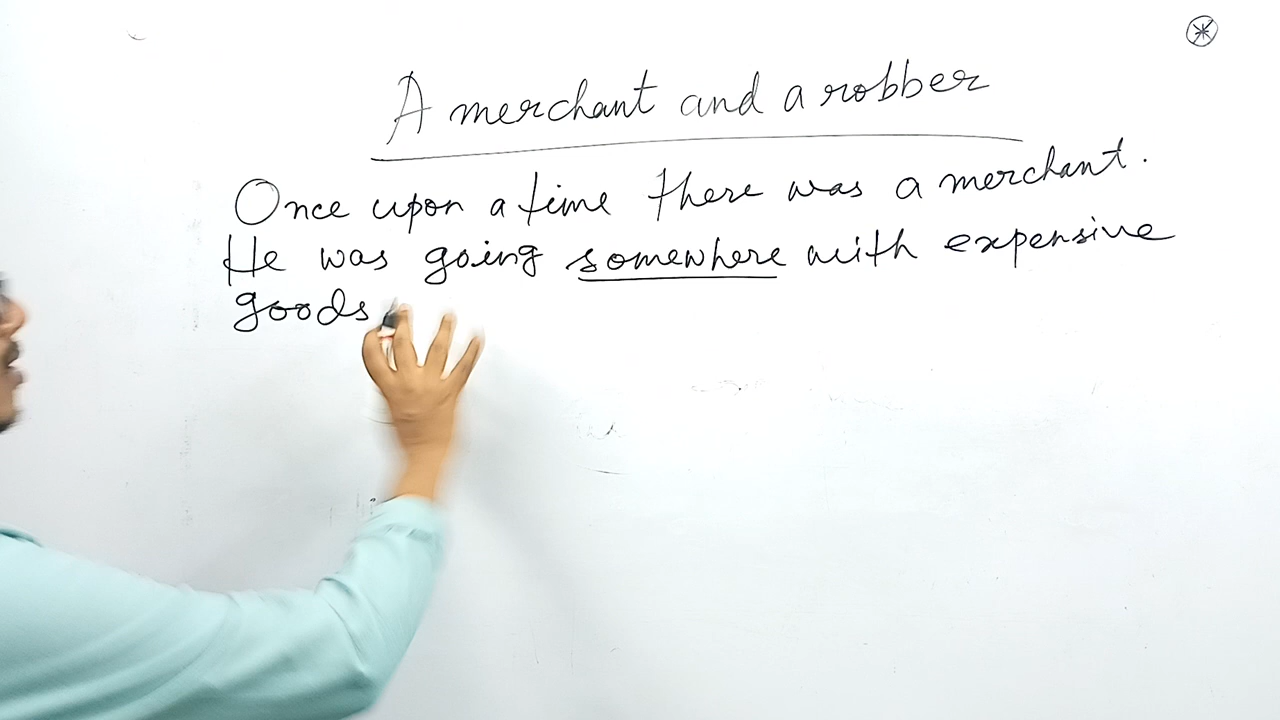 A merchant and a robber
Once upon a time there was a merchant.
He was going somewhere with expensive
goods